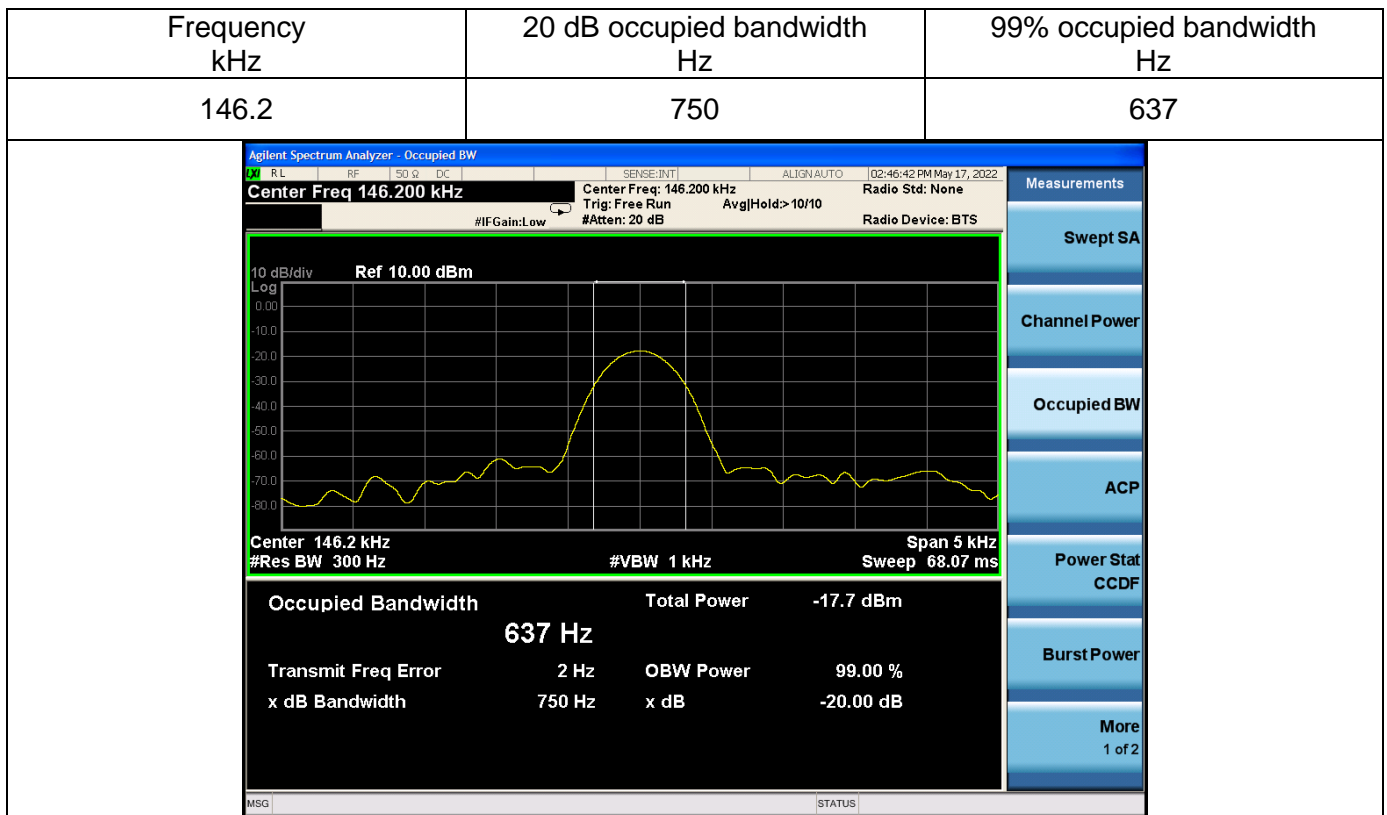 Frequency
kHz
20 dB occupied bandwidth
Hz
99% occupied bandwidth
Hz
146.2
750
637
Agilent Spectrum Analyzer - Occupied BW
LXI RL RF 50 Ω DC SENSE:INT ALIGN AUTO 02:46:42 PM May 17, 2022
Center Freq 146.200 kHz
Center Freq: 146.200 kHz
Radio Std: None
Trig: Free Run Avg|Hold:>10/10
#IFGain:Low #Atten: 20 dB Radio Device: BTS
10 dB/div Ref 10.00 dBm
Log
0.00
-10.0
-20.0
-30.0
-40.0
-50.0
-60.0
-70.0
-80.0
Center 146.2 kHz Span 5 kHz
#Res BW 300 Hz #VBW 1 kHz Sweep 68.07 ms
Occupied Bandwidth Total Power -17.7 dBm
637 Hz
Transmit Freq Error 2 Hz OBW Power 99.00 %
x dB Bandwidth 750 Hz x dB -20.00 dB
MSG STATUS
Measurements
Swept SA
Channel Power
Occupied BW
ACP
Power Stat
CCDF
Burst Power
More
1 of 2